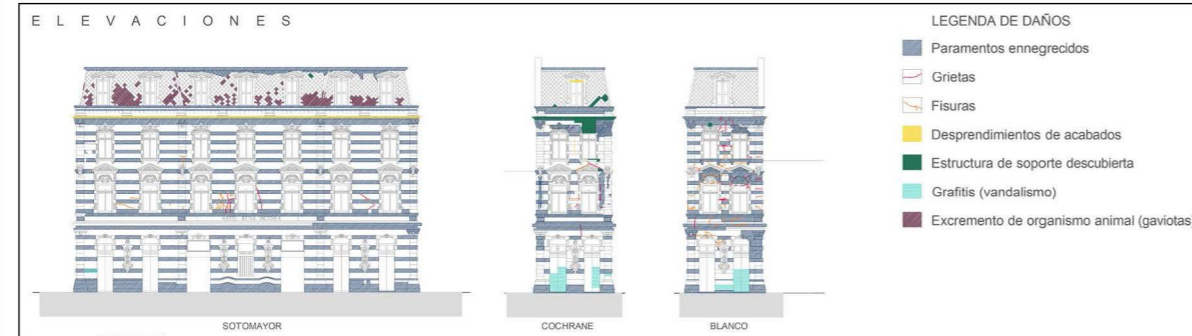 ELEVACIONES
LEGENDA DE DAÑOS
Paramentos ennegrecidos
Grietas
Fisuras
Desprendimientos de acabados
Estructura de soporte descubierta
Grafitis (vandalismo)
Excremento de organismo animal (gaviotas)
SOTOMAYOR
COCHRANE
BLANCO